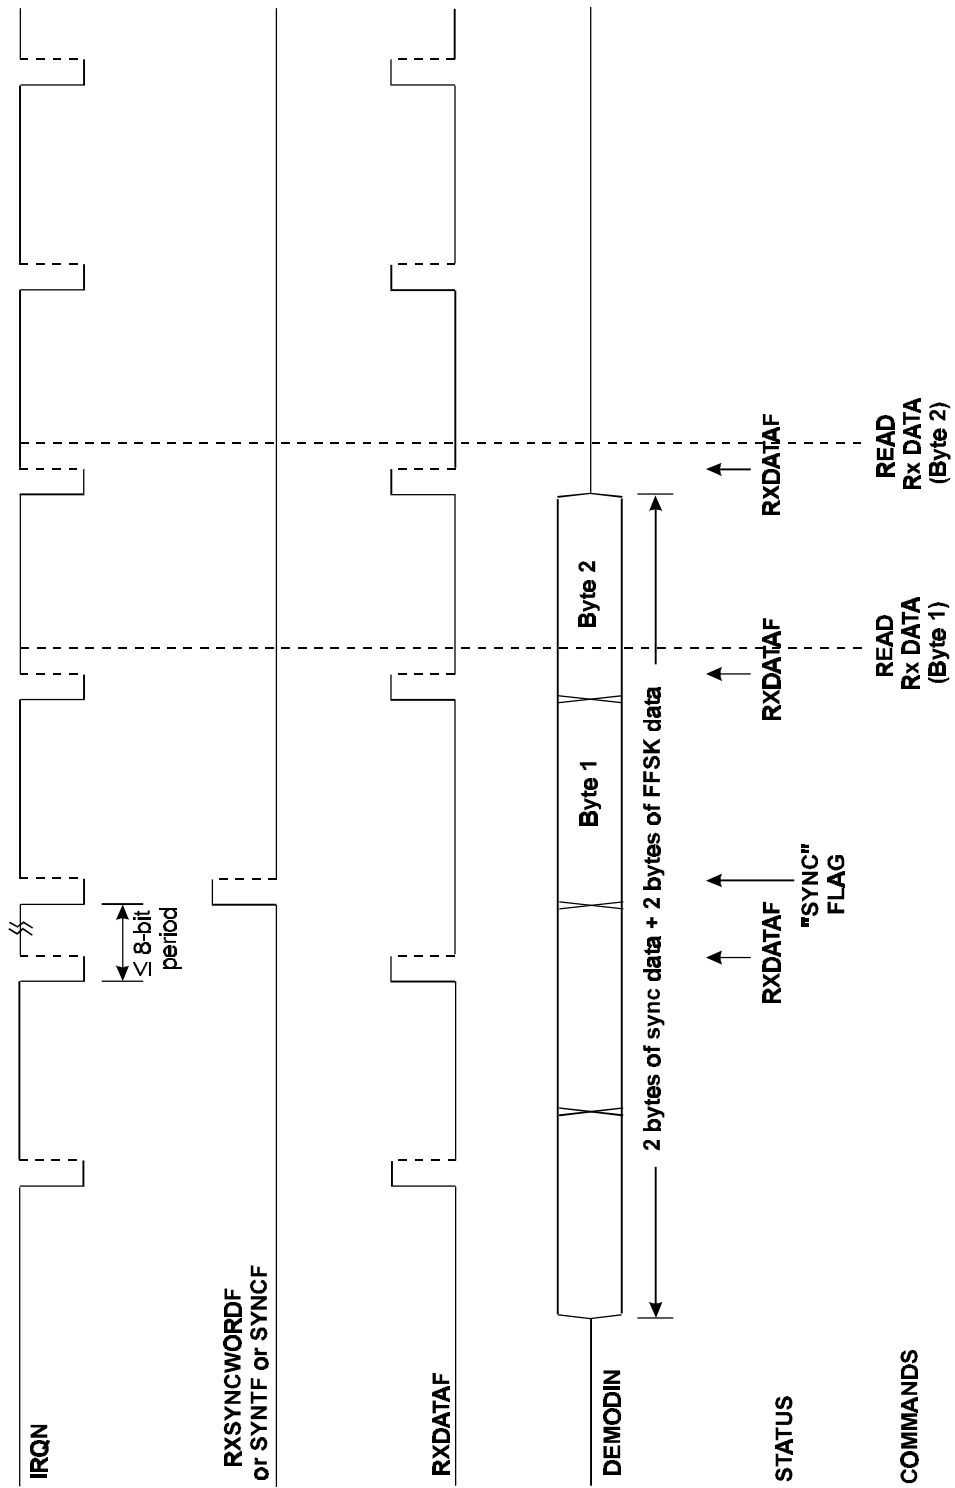 IRQN
≤ 8-bit
period
RXSYNCWORDF
or SYNTF or SYNCF
RXDATAF
DEMODIN
Byte 1
Byte 2
2 bytes of sync data + 2 bytes of FFSK data
STATUS
RXDATAF
"SYNC"
FLAG
RXDATAF
RXDATAF
COMMANDS
READ
Rx DATA
(Byte 1)
READ
Rx DATA
(Byte 2)